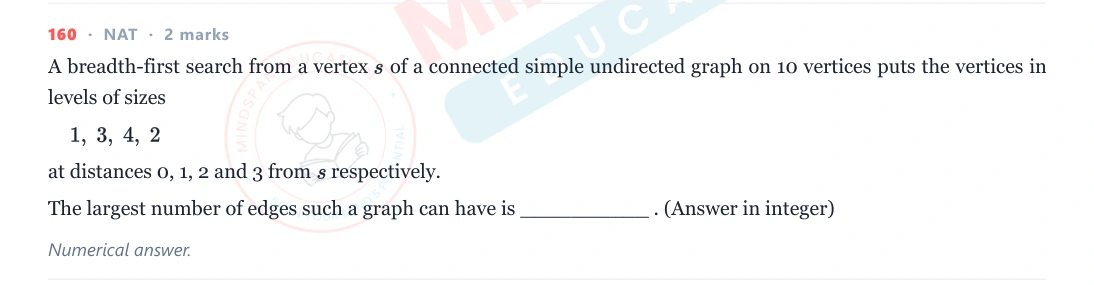 160 · NAT · 2 marks
A breadth-first search from a vertex s of a connected simple undirected graph on 10 vertices puts the vertices in
levels of sizes
1, 3, 4, 2
at distances 0, 1, 2 and 3 from s respectively.
The largest number of edges such a graph can have is ____________ . (Answer in integer)
Numerical answer.